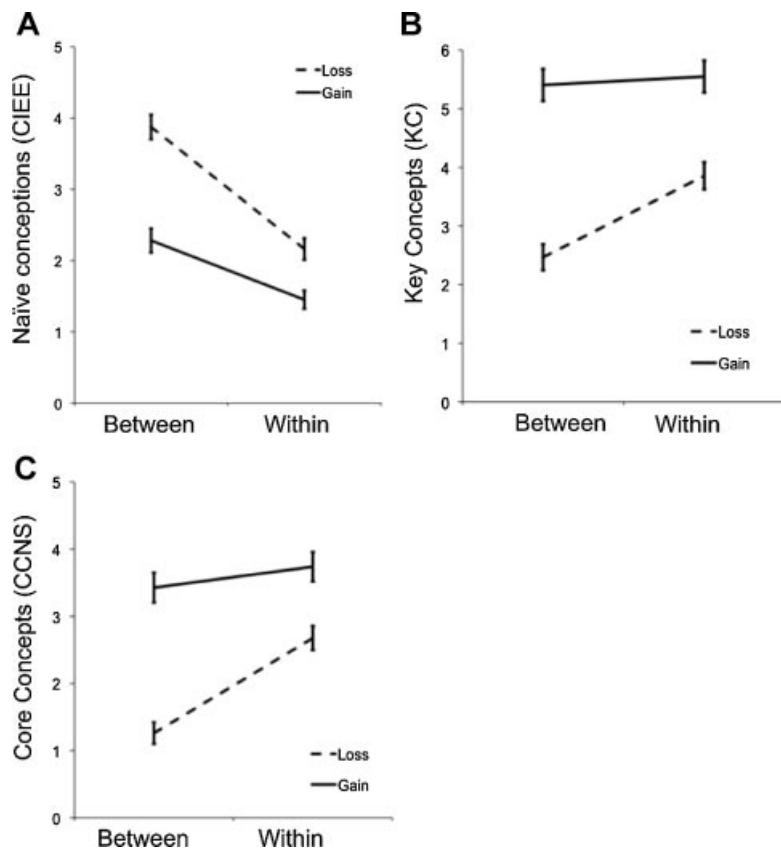 A
Naïve conceptions (CIEE)
5
4
3
2
1
0
Loss
Gain
Between
Within
B
Key Concepts (KC)
6
5
4
3
2
1
0
Loss
Gain
Between
Within
C
Core Concepts (CCNS)
5
4
3
2
1
0
Loss
Gain
Between
Within